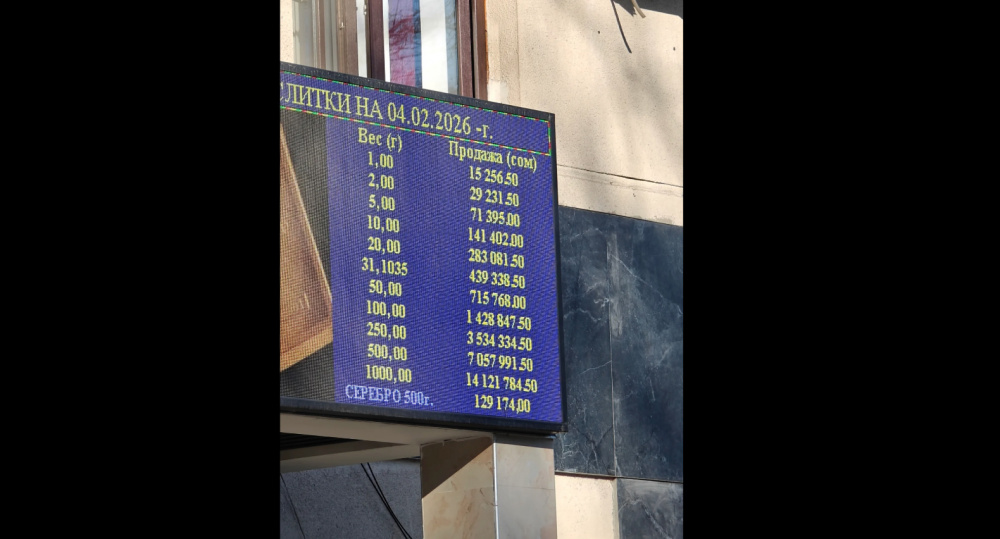 СЛИТКИ НА 04.02.2026 -г.
Вес (г) Продажа (сом)
1,00 15 256.50
2,00 29 231.50
5,00 71 395.00
10,00 141 402.00
20,00 283 081.50
31,1035 439 338.50
50,00 715 768.00
100,00 1 428 847.50
250,00 3 534 334.50
500,00 7 057 991.50
1000,00 14 121 784.50
СЕРЕБРО 500г. 129 174,00